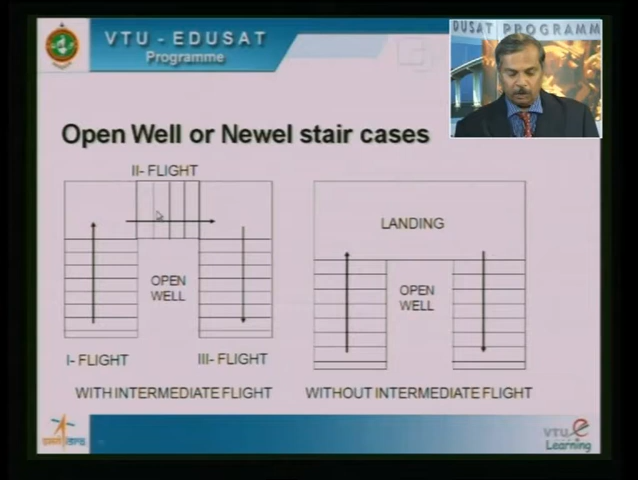 VTU - EDUSAT
Programme
DUSAT PROGRAMM
Open Well or Newel stair cases
II- FLIGHT
OPEN
WELL
I- FLIGHT
III- FLIGHT
WITH INTERMEDIATE FLIGHT
LANDING
OPEN
WELL
WITHOUT INTERMEDIATE FLIGHT
VTU e
Learning